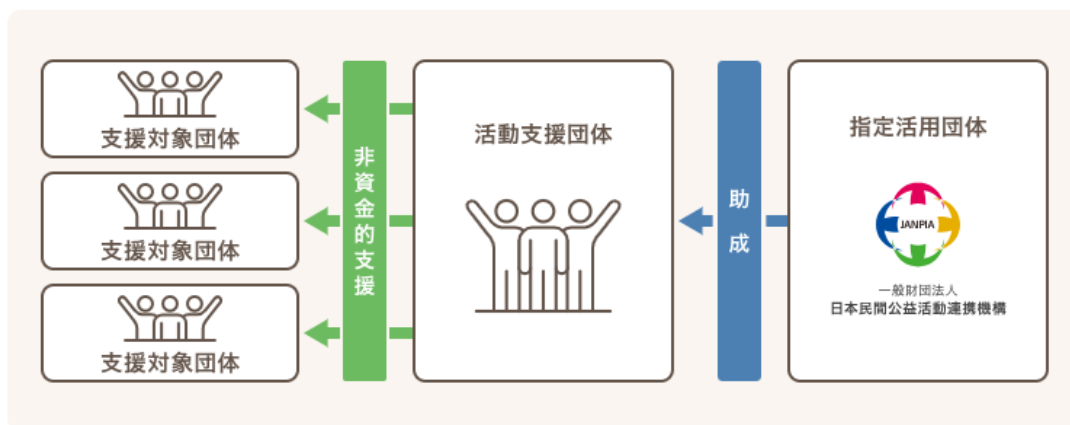 支援対象団体
支援対象団体
支援対象団体
非資金的支援
活動支援団体
助成
指定活用団体
JANPIA
一般財団法人
日本民間公益活動連携機構